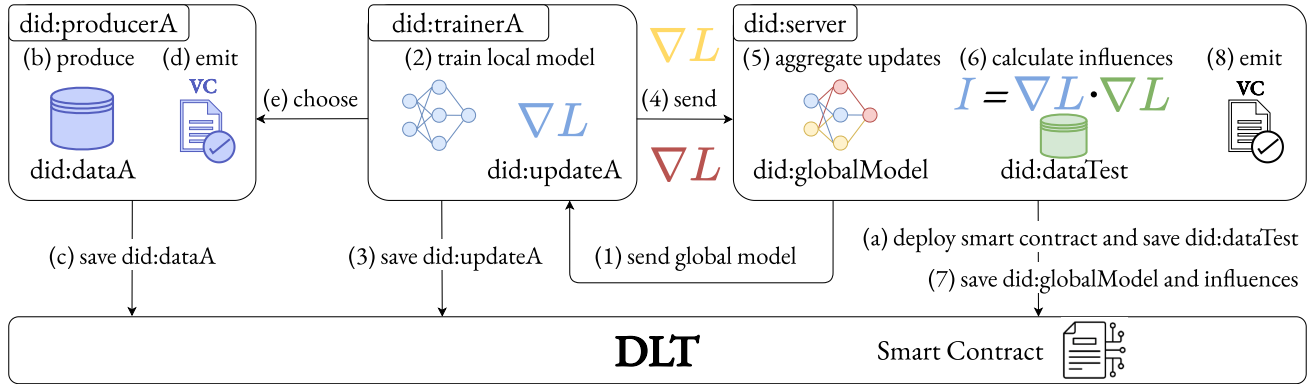 did:producerA
(b) produce
(d) emit
VC
did:dataA
(e) choose
did:trainerA
(2) train local model
∇L
did:updateA
∇L
(4) send
∇L
did:server
(5) aggregate updates
(6) calculate influences
(8) emit
I = ∇L · ∇L
VC
did:globalModel
did:dataTest
(c) save did:dataA
(3) save did:updateA
(1) send global model
(a) deploy smart contract and save did:dataTest
(7) save did:globalModel and influences
DLT
Smart Contract